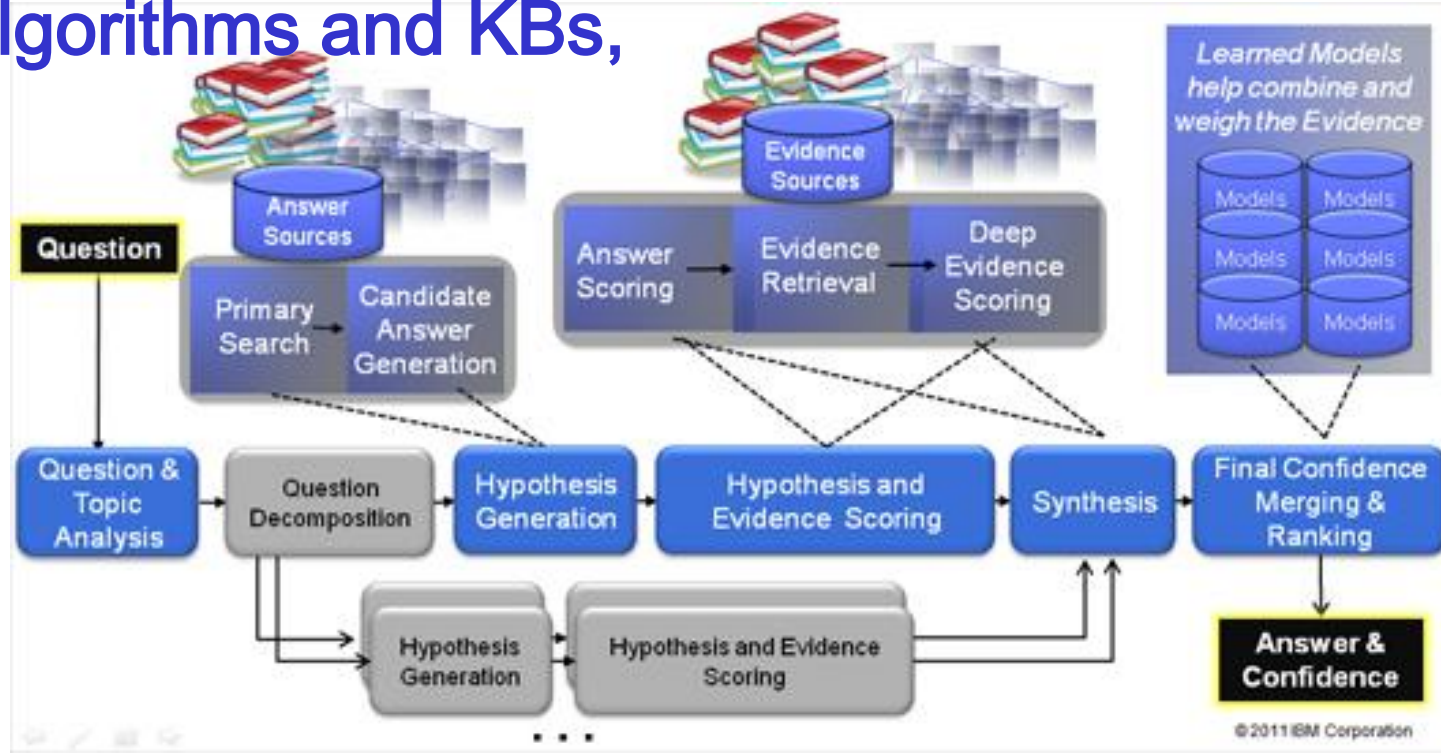 lgorithms and KBs,
Learned Models
help combine and
weigh the Evidence
Models Models
Models Models
Models Models
Evidence
Sources
Answer
Sources
Question
Primary
Search
Candidate
Answer
Generation
Answer
Scoring
Evidence
Retrieval
Deep
Evidence
Scoring
Question &
Topic
Analysis
Question
Decomposition
Hypothesis
Generation
Hypothesis and
Evidence Scoring
Synthesis
Final Confidence
Merging &
Ranking
Hypothesis
Generation
Hypothesis and Evidence
Scoring
Answer &
Confidence
. . .
©2011 IBM Corporation